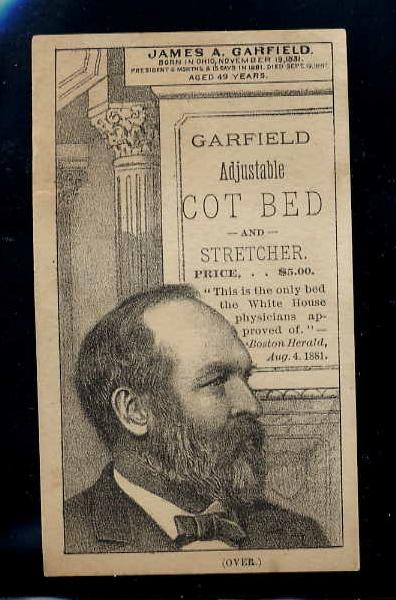 JAMES A. GARFIELD.
BORN IN OHIO, NOVEMBER 19, 1831.
PRESIDENT 6 MONTHS & 15 DAYS IN 1881. DIED SEPT. 19, 1881
AGED 49 YEARS.
GARFIELD
Adjustable
COT BED
— AND —
STRETCHER.
PRICE, . . $5.00.
"This is the only bed
the White House
physicians ap-
proved of." —
Boston Herald,
Aug. 4. 1881.
(OVER.)